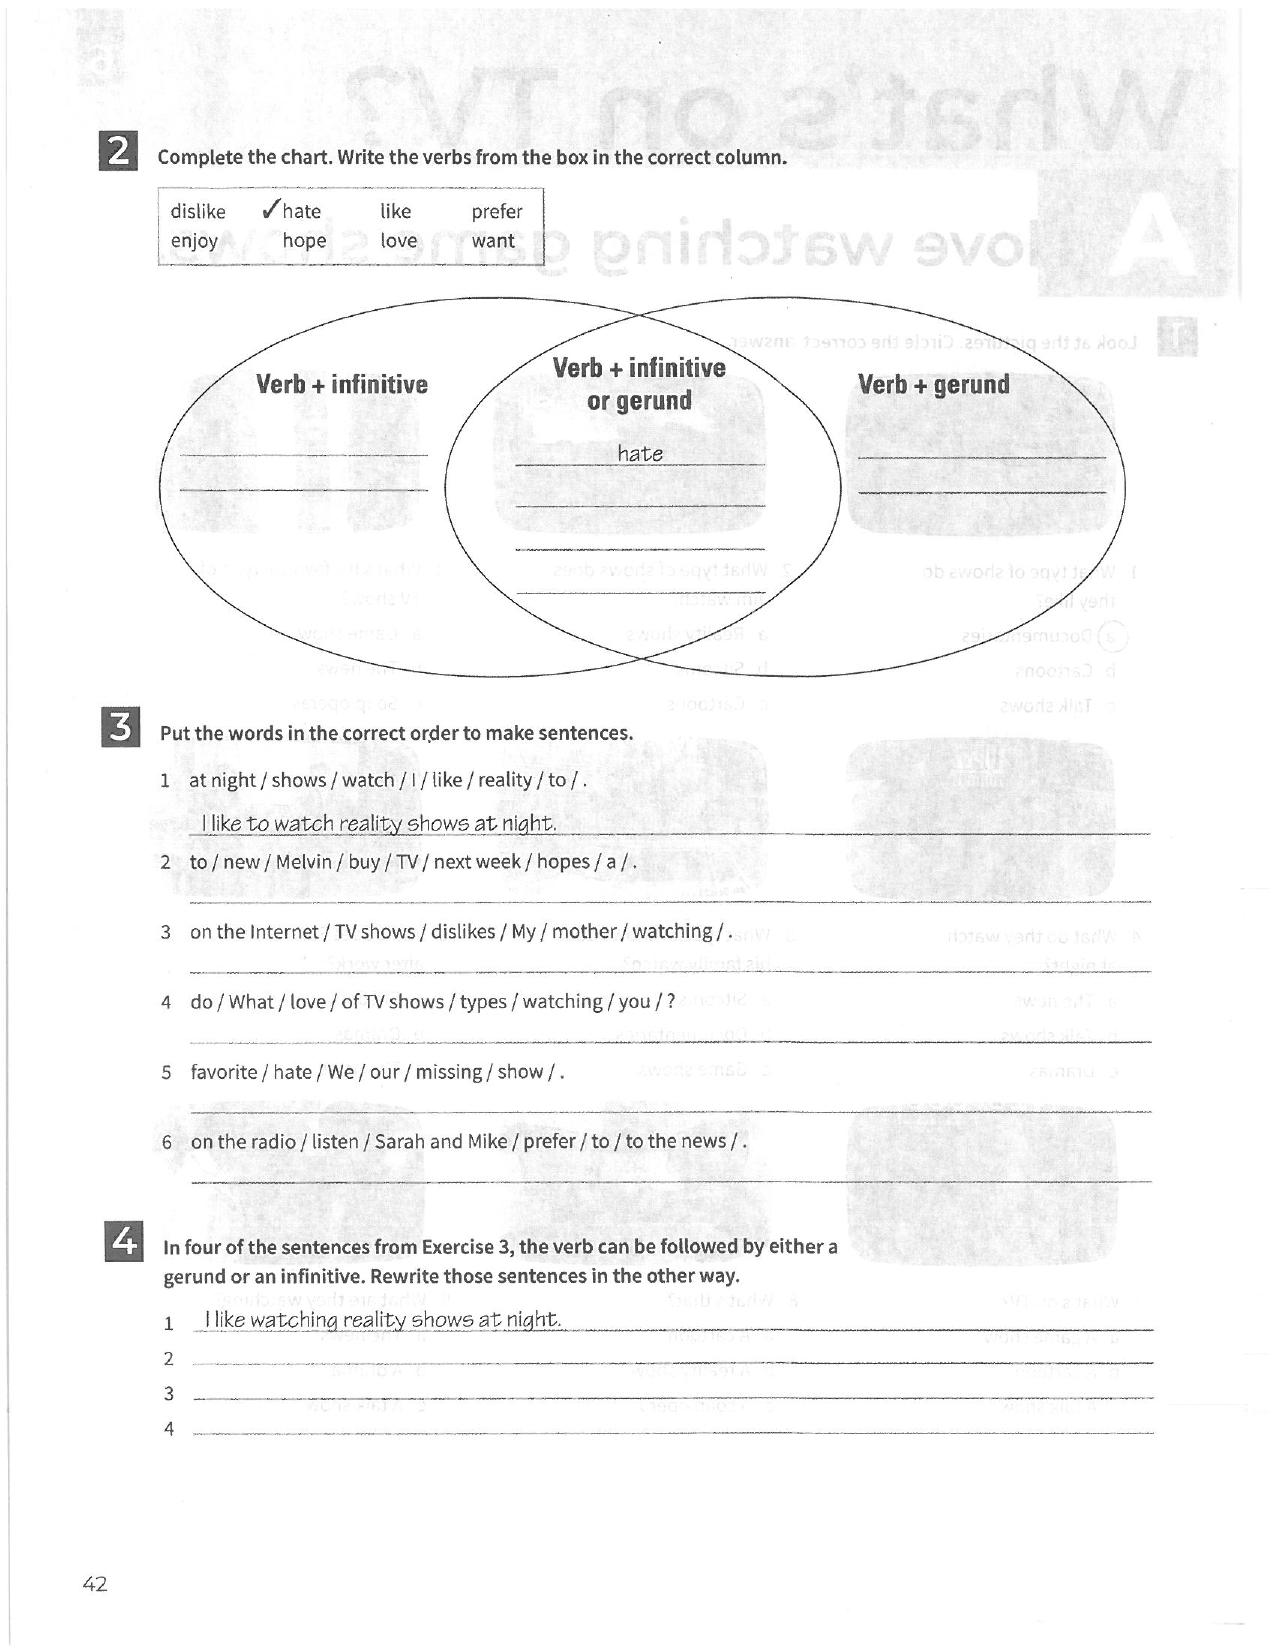 2 Complete the chart. Write the verbs from the box in the correct column.
dislike ✓hate like prefer
enjoy hope love want
Verb + infinitive
Verb + infinitive
or gerund
Verb + gerund
hate
3 Put the words in the correct order to make sentences.
1 at night / shows / watch / I / like / reality / to / .
I like to watch reality shows at night.
2 to / new / Melvin / buy / TV / next week / hopes / a / .
3 on the Internet / TV shows / dislikes / My / mother / watching / .
4 do / What / love / of TV shows / types / watching / you / ?
5 favorite / hate / We / our / missing / show / .
6 on the radio / listen / Sarah and Mike / prefer / to / to the news / .
4 In four of the sentences from Exercise 3, the verb can be followed by either a
gerund or an infinitive. Rewrite those sentences in the other way.
1 I like watching reality shows at night.
2
3
4
42